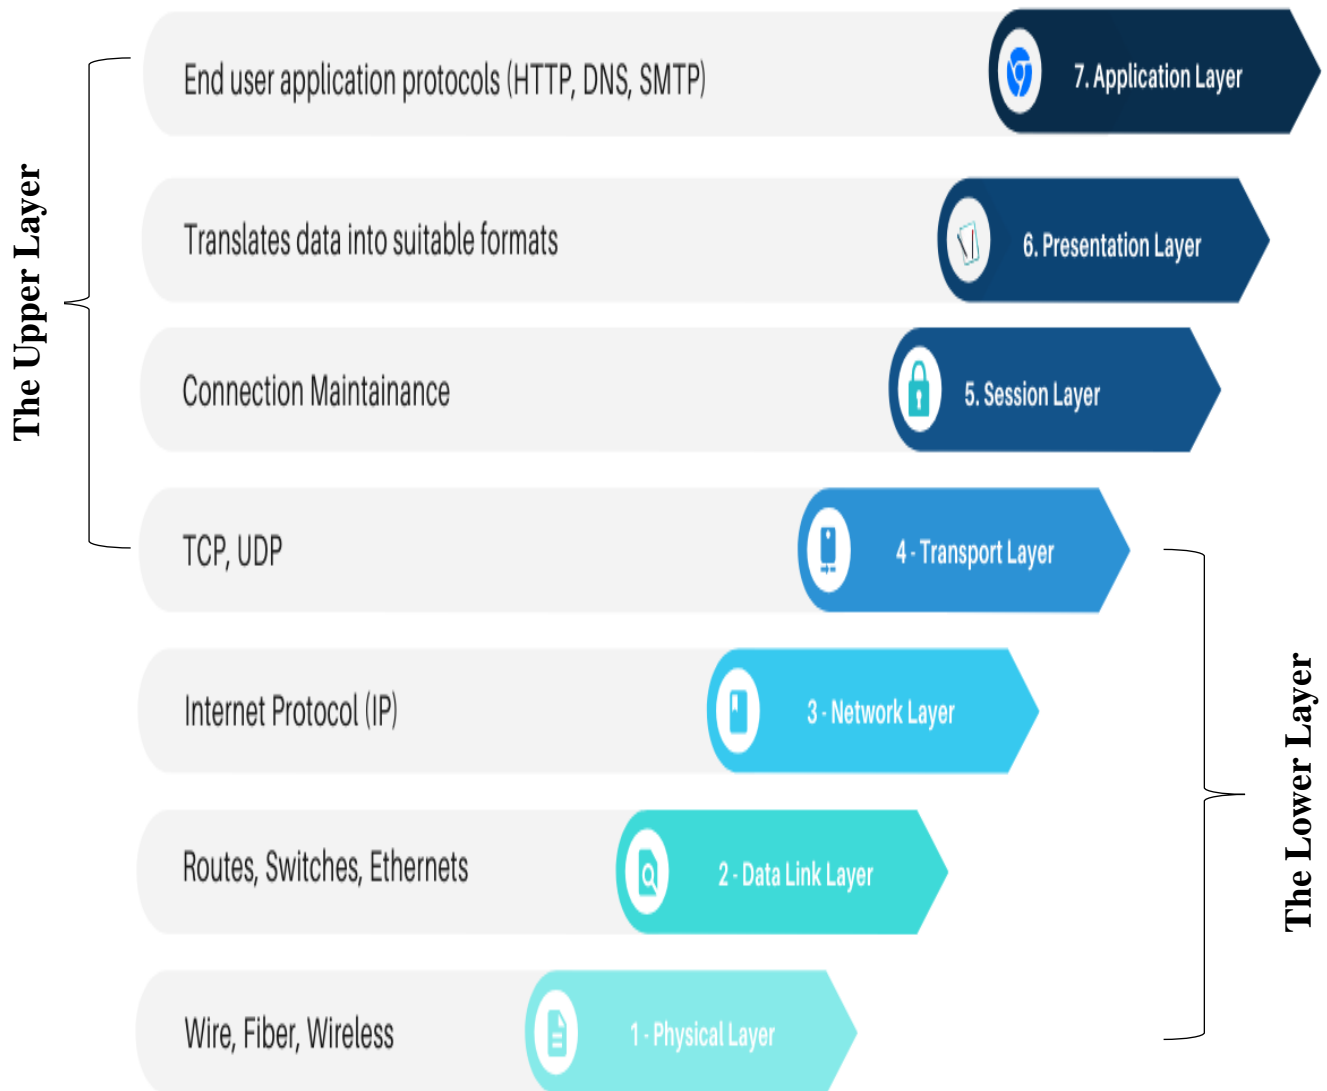 The Upper Layer
End user application protocols (HTTP, DNS, SMTP)
7. Application Layer
Translates data into suitable formats
6. Presentation Layer
Connection Maintainance
5. Session Layer
TCP, UDP
4 - Transport Layer
Internet Protocol (IP)
3 - Network Layer
Routes, Switches, Ethernets
2 - Data Link Layer
Wire, Fiber, Wireless
1 - Physical Layer
The Lower Layer